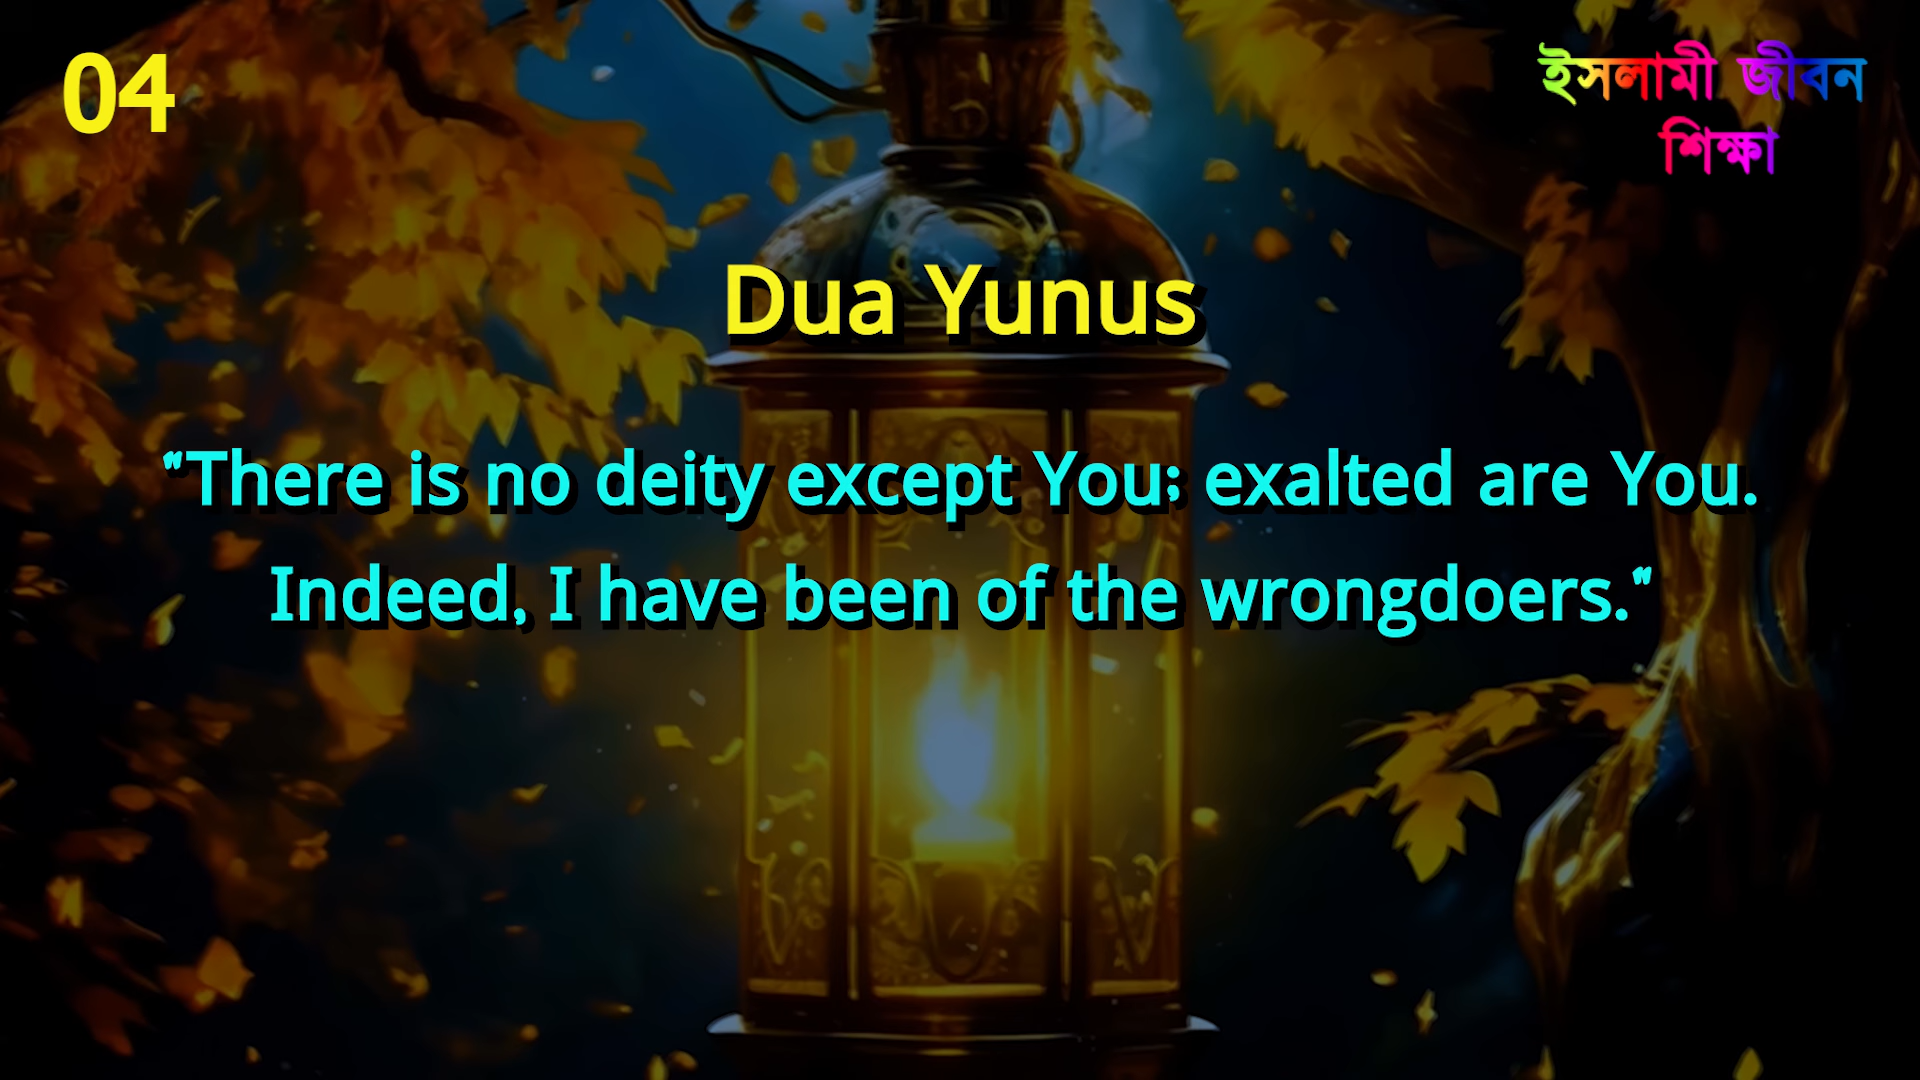 04
ইসলামী জীবন
শিক্ষা
Dua Yunus
"There is no deity except You; exalted are You.
Indeed, I have been of the wrongdoers."